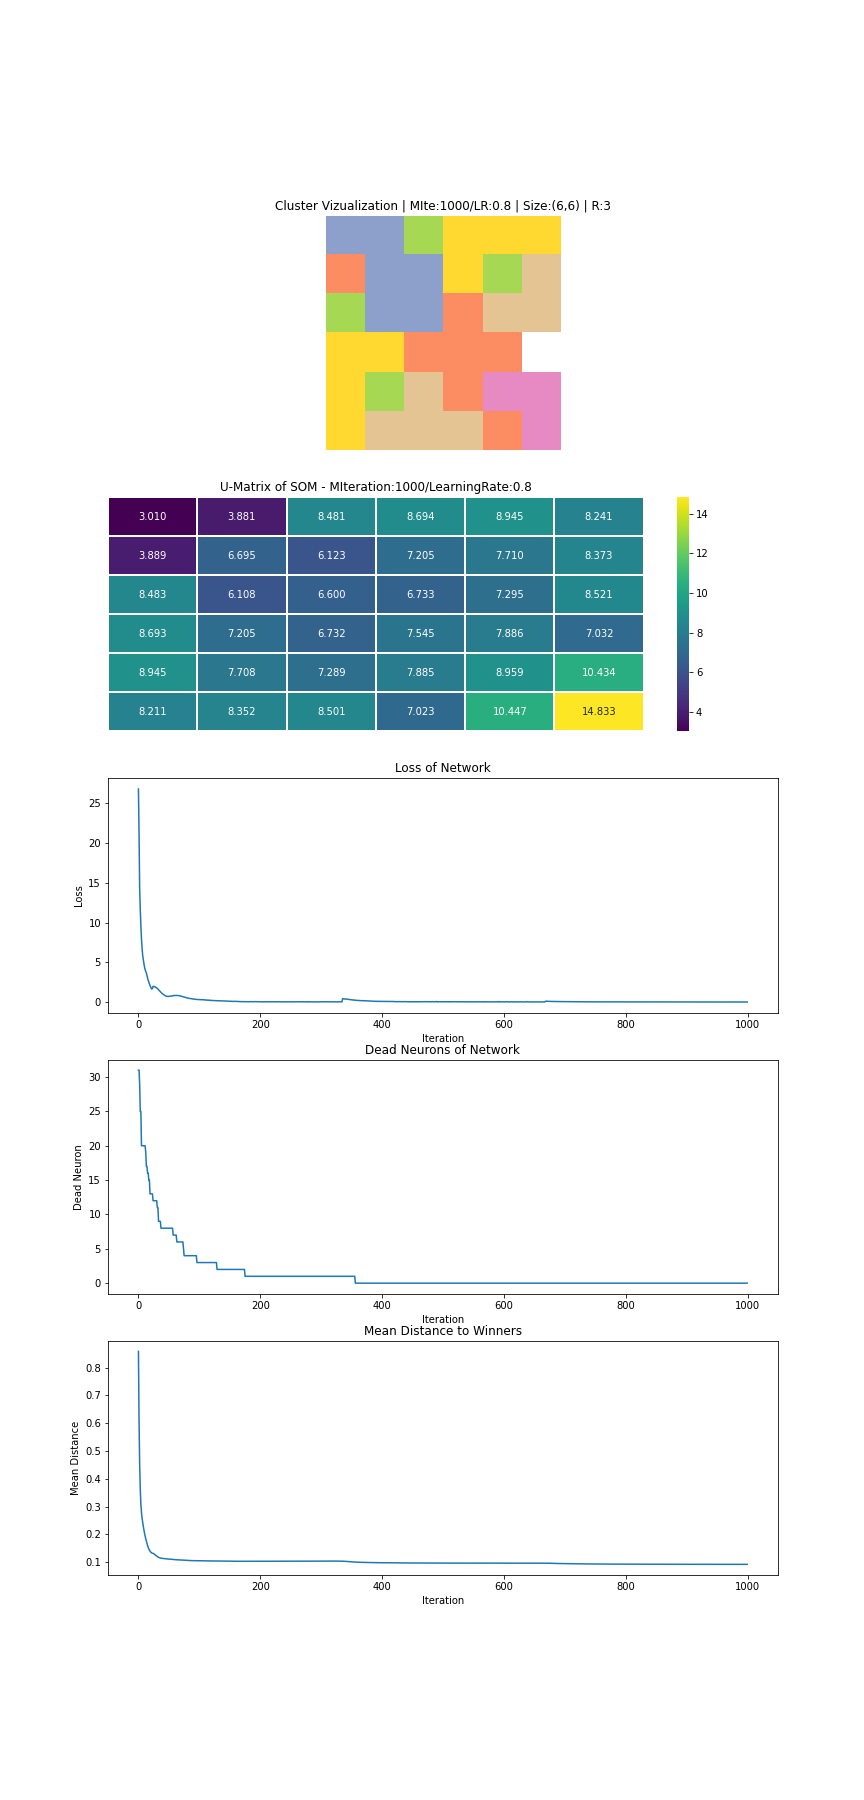 Cluster Vizualization | MIte:1000/LR:0.8 | Size:(6,6) | R:3
U-Matrix of SOM - MIteration:1000/LearningRate:0.8
3.010 3.881 8.481 8.694 8.945 8.241
3.889 6.695 6.123 7.205 7.710 8.373
8.483 6.108 6.600 6.733 7.295 8.521
8.693 7.205 6.732 7.545 7.886 7.032
8.945 7.708 7.289 7.885 8.959 10.434
8.211 8.352 8.501 7.023 10.447 14.833
14
12
10
8
6
4
Loss of Network
Loss
25
20
15
10
5
0
0 200 400 600 800 1000
Iteration
Dead Neurons of Network
Dead Neuron
30
25
20
15
10
5
0
0 200 400 600 800 1000
Iteration
Mean Distance to Winners
Mean Distance
0.8
0.7
0.6
0.5
0.4
0.3
0.2
0.1
0 200 400 600 800 1000
Iteration